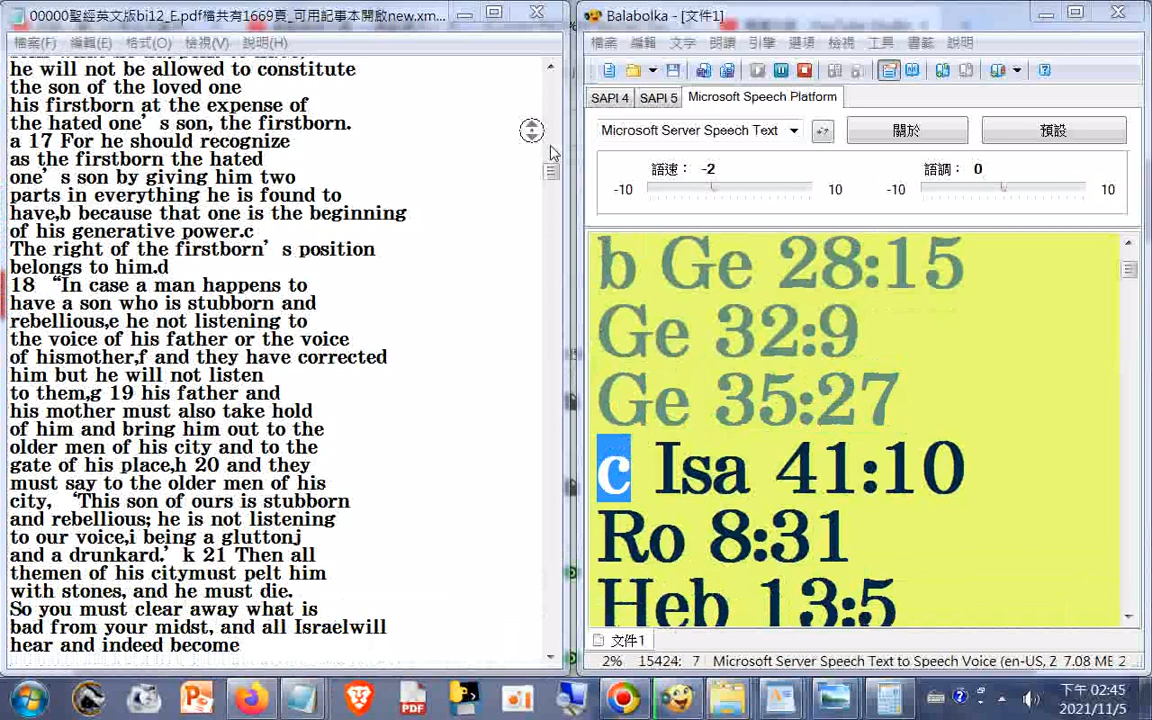 00000聖經英文版bi12_E.pdf檔共有1669頁_可用記事本開啟new.xm...
檔案(F) 編輯(E) 格式(O) 檢視(V) 說明(H)
he will not be allowed to constitute
the son of the loved one
his firstborn at the expense of
the hated one’s son, the firstborn.
a 17 For he should recognize
as the firstborn the hated
one’s son by giving him two
parts in everything he is found to
have,b because that one is the beginning
of his generative power.c
The right of the firstborn’s position
belongs to him.d
18 “In case a man happens to
have a son who is stubborn and
rebellious,e he not listening to
the voice of his father or the voice
of hismother,f and they have corrected
him but he will not listen
to them,g 19 his father and
his mother must also take hold
of him and bring him out to the
older men of his city and to the
gate of his place,h 20 and they
must say to the older men of his
city, ‘This son of ours is stubborn
and rebellious; he is not listening
to our voice,i being a gluttonj
and a drunkard.’k 21 Then all
themen of his citymust pelt him
with stones, and he must die.
So you must clear away what is
bad from your midst, and all Israelwill
hear and indeed become
Balabolka - [文件1]
檔案 編輯 文字 朗讀 引擎 選項 檢視 工具 書籤 說明
SAPI 4 SAPI 5 Microsoft Speech Platform
Microsoft Server Speech Text 關於 預設
語速： -2 語調： 0
-10 10 -10 10
b Ge 28:15
Ge 32:9
Ge 35:27
c Isa 41:10
Ro 8:31
Heb 13:5
文件1
2% 15424: 7 Microsoft Server Speech Text to Speech Voice (en-US, Z 7.08 MB 2
PDF
下午 02:45
2021/11/5